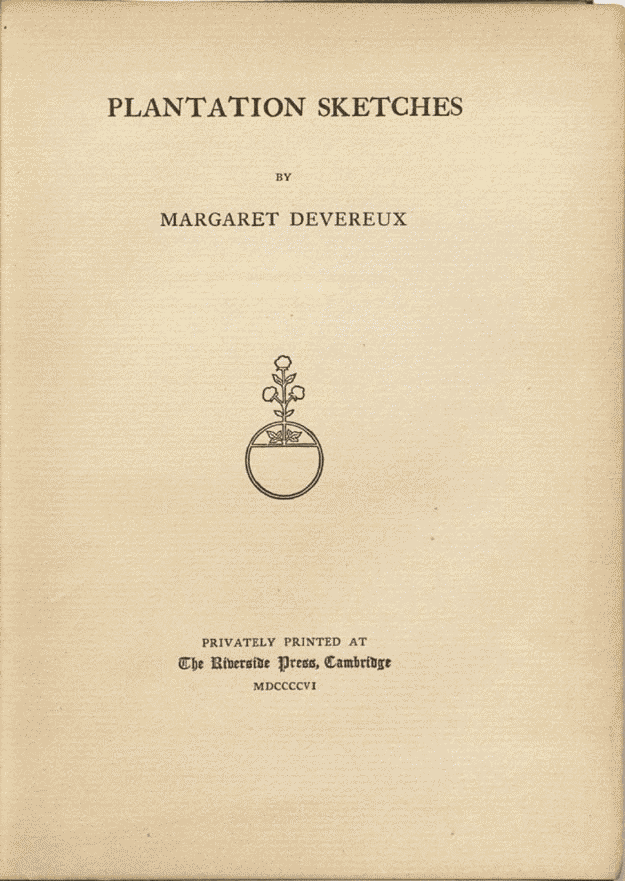 PLANTATION SKETCHES
BY
MARGARET DEVEREUX
PRIVATELY PRINTED AT
The Riverside Press, Cambridge
MDCCCCVI